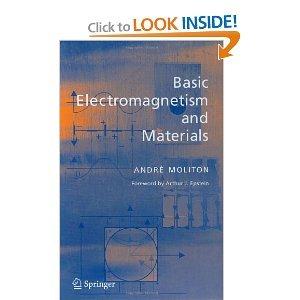 Click to LOOK INSIDE!
Basic
Electromagnetism
and
Materials
ANDRÉ MOLITON
Foreword by Arthur J. Epstein
Springer